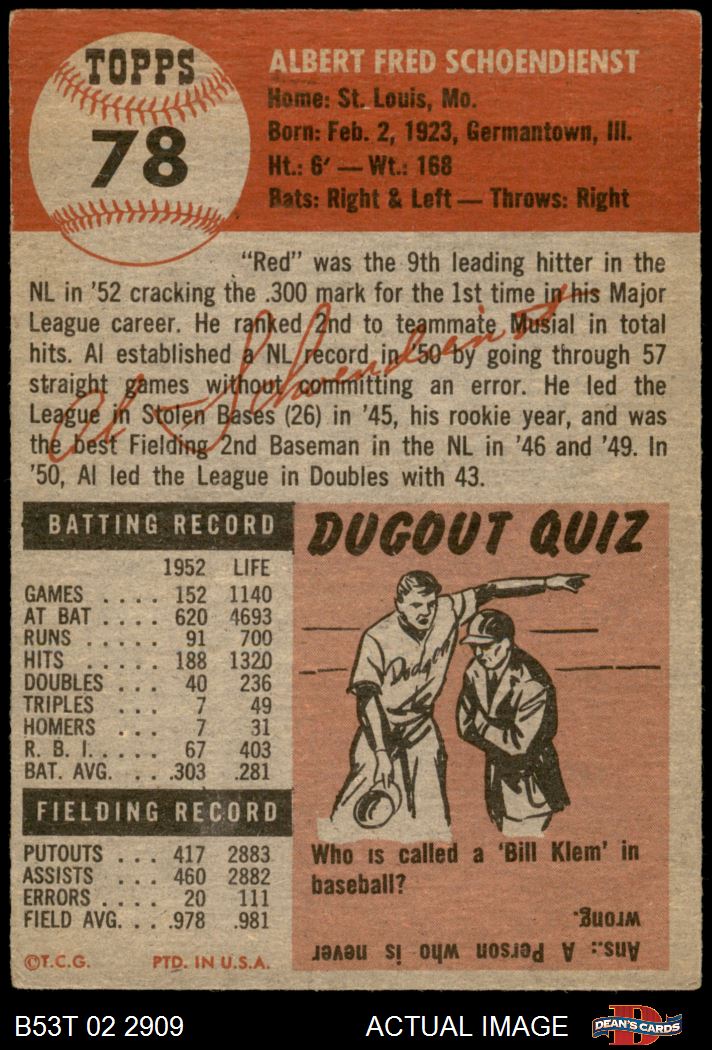 TOPPS
78
ALBERT FRED SCHOENDIENST
Home: St. Louis, Mo.
Born: Feb. 2, 1923, Germantown, Ill.
Ht.: 6' — Wt.: 168
Bats: Right & Left — Throws: Right
"Red" was the 9th leading hitter in the
NL in '52 cracking the .300 mark for the 1st time in his Major
League career. He ranked 2nd to teammate Musial in total
hits. Al established a NL record in '50 by going through 57
straight games without committing an error. He led the
League in Stolen Bases (26) in '45, his rookie year, and was
the best Fielding 2nd Baseman in the NL in '46 and '49. In
'50, Al led the League in Doubles with 43.
Al Schoendienst
BATTING RECORD
1952 LIFE
GAMES . . . . 152 1140
AT BAT . . . . 620 4693
RUNS . . . . . 91 700
HITS . . . . . 188 1320
DOUBLES . . . 40 236
TRIPLES . . . 7 49
HOMERS . . . 7 31
R. B. I. . . . . 67 403
BAT. AVG. . . .303 .281
FIELDING RECORD
PUTOUTS . . . 417 2883
ASSISTS . . . . 460 2882
ERRORS . . . . 20 111
FIELD AVG. . . .978 .981
©T.C.G. PTD. IN U.S.A.
DUGOUT QUIZ
Dodgers
Who is called a 'Bill Klem' in
baseball?
Ans.: A Person who is never
wrong.
B53T 02 2909 ACTUAL IMAGE
D
DEAN'S CARDS